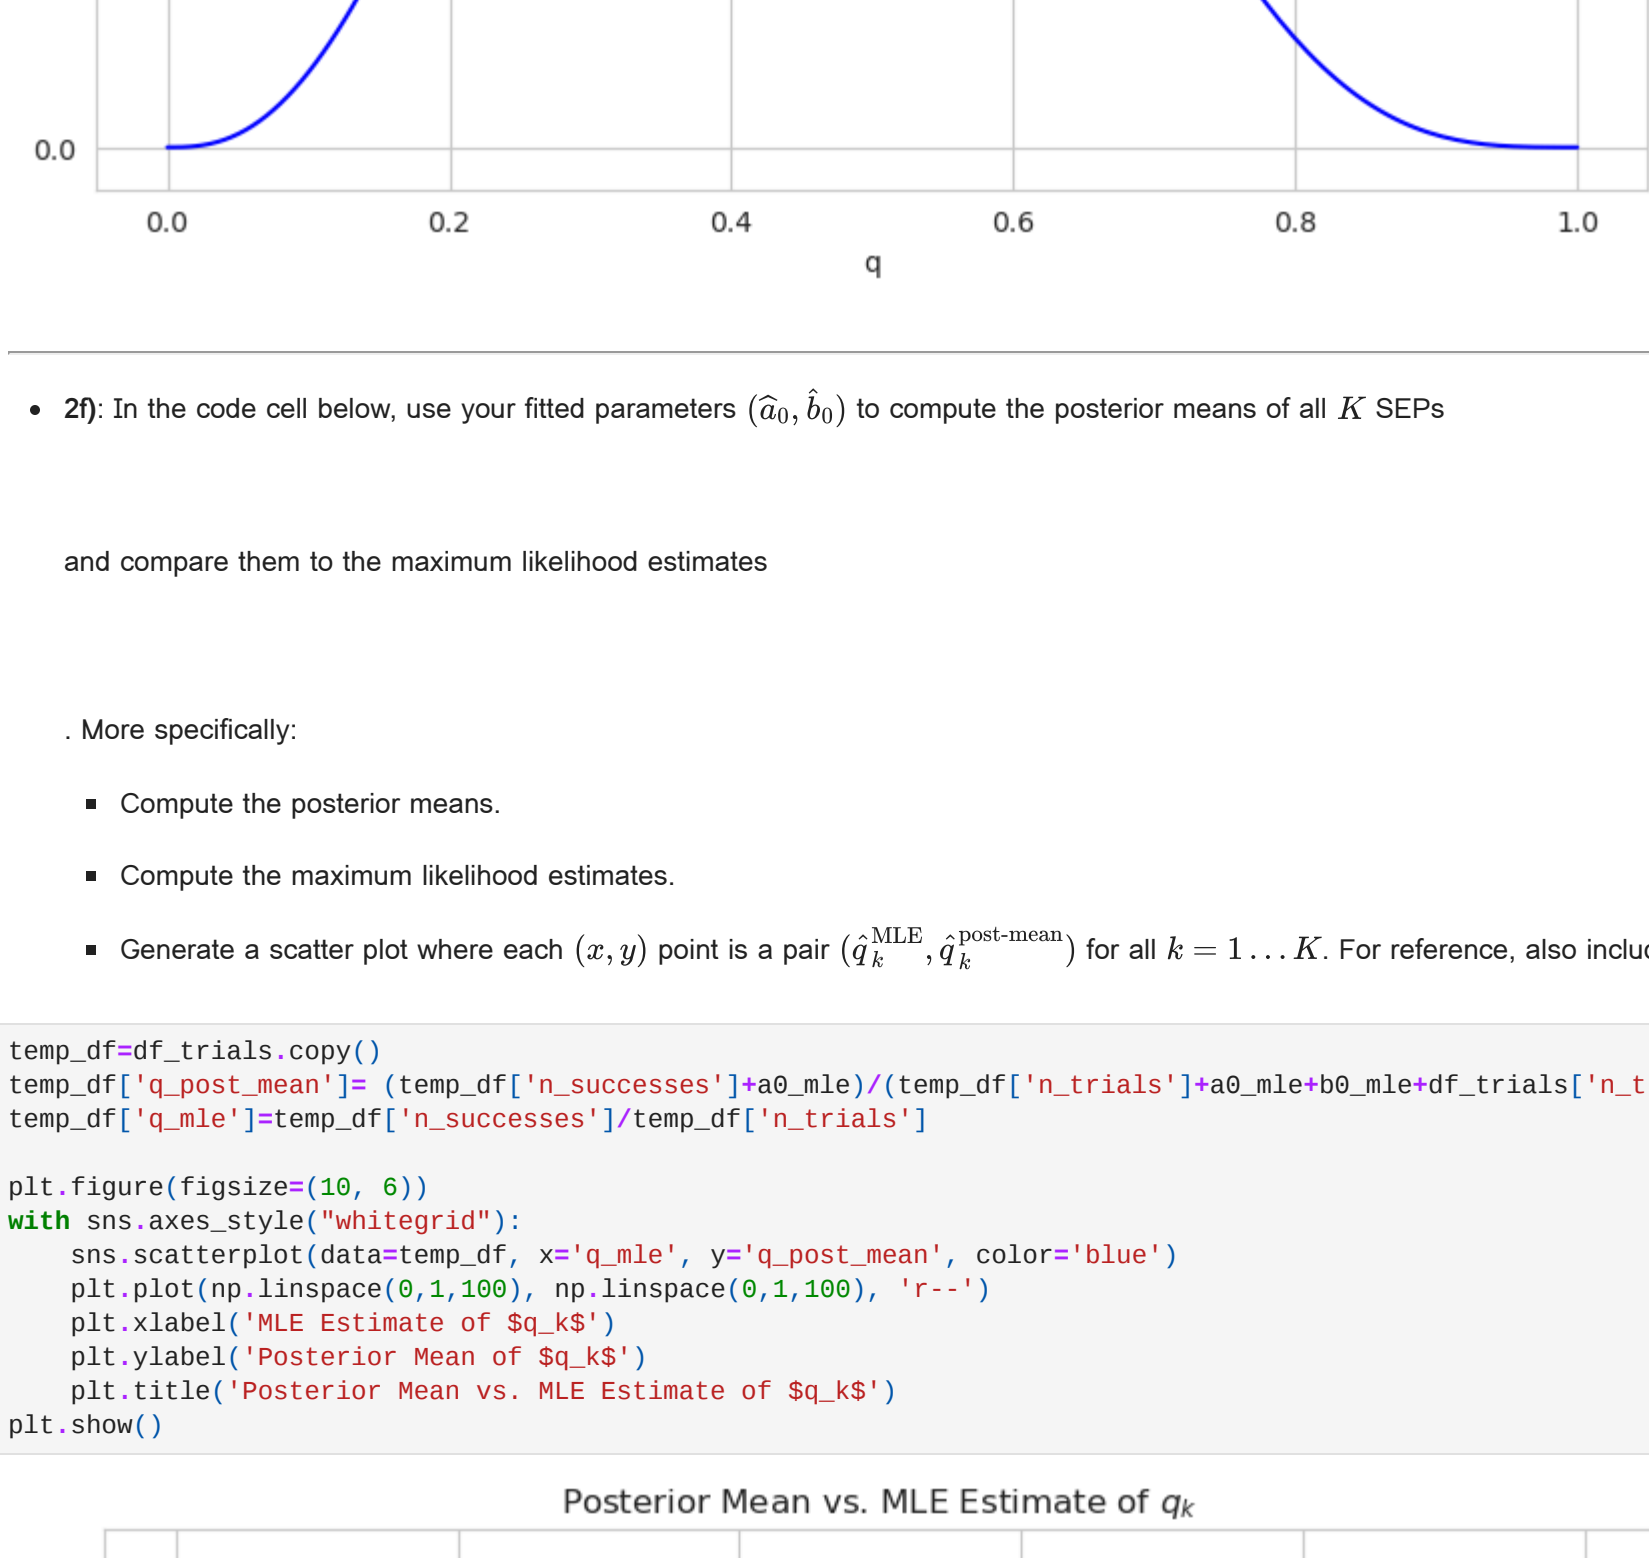 0.0
0.0 0.2 0.4 0.6 0.8 1.0
q
• 2f): In the code cell below, use your fitted parameters (â₀, b̂₀) to compute the posterior means of all K SEPs
and compare them to the maximum likelihood estimates
. More specifically:
▪ Compute the posterior means.
▪ Compute the maximum likelihood estimates.
▪ Generate a scatter plot where each (x, y) point is a pair (q̂ₖ^MLE, q̂ₖ^post-mean) for all k = 1 … K. For reference, also
temp_df=df_trials.copy()
temp_df['q_post_mean']= (temp_df['n_successes']+a0_mle)/(temp_df['n_trials']+a0_mle+b0_mle+df_trials['n_t
temp_df['q_mle']=temp_df['n_successes']/temp_df['n_trials']
plt.figure(figsize=(10, 6))
with sns.axes_style("whitegrid"):
    sns.scatterplot(data=temp_df, x='q_mle', y='q_post_mean', color='blue')
    plt.plot(np.linspace(0,1,100), np.linspace(0,1,100), 'r--')
    plt.xlabel('MLE Estimate of $q_k$')
    plt.ylabel('Posterior Mean of $q_k$')
    plt.title('Posterior Mean vs. MLE Estimate of $q_k$')
plt.show()
Posterior Mean vs. MLE Estimate of qₖ